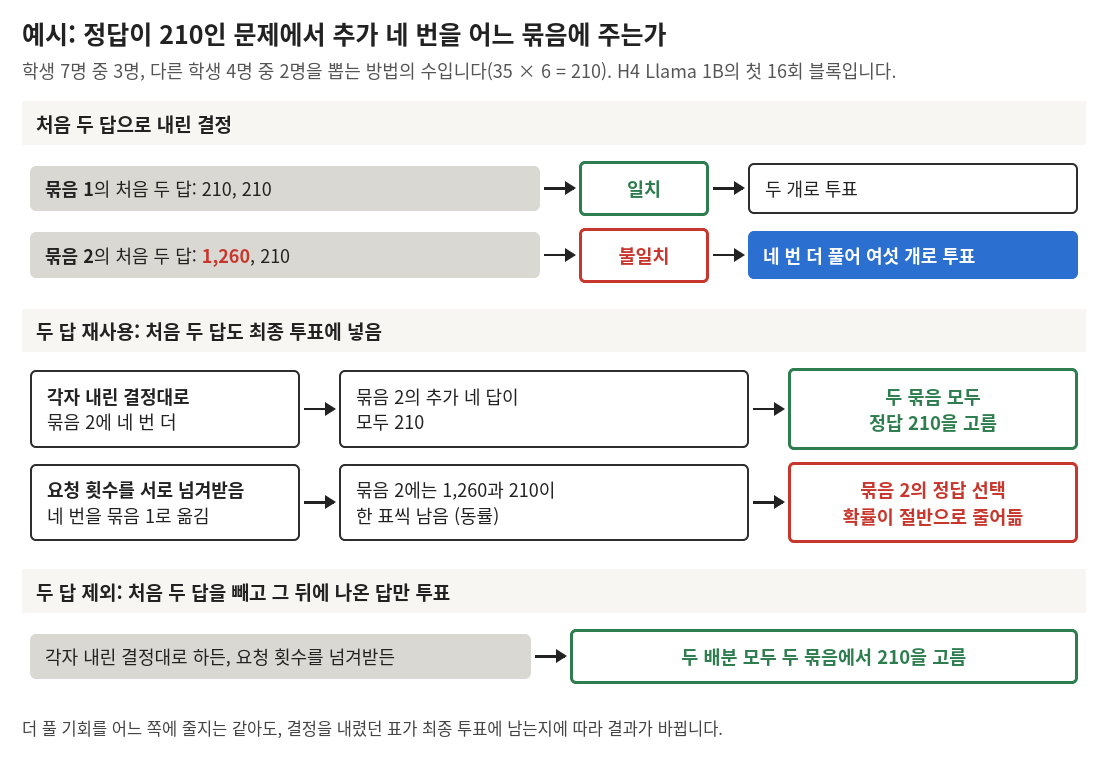 예시: 정답이 210인 문제에서 추가 네 번을 어느 묶음에 주는가
학생 7명 중 3명, 다른 학생 4명 중 2명을 뽑는 방법의 수입니다(35 × 6 = 210). H4 Llama 1B의 첫 16회 블록입니다.
처음 두 답으로 내린 결정
묶음 1의 처음 두 답: 210, 210
일치
두 개로 투표
묶음 2의 처음 두 답: 1,260, 210
불일치
네 번 더 풀어 여섯 개로 투표
두 답 재사용: 처음 두 답도 최종 투표에 넣음
각자 내린 결정대로
묶음 2에 네 번 더
묶음 2의 추가 네 답이
모두 210
두 묶음 모두
정답 210을 고름
요청 횟수를 서로 넘겨받음
네 번을 묶음 1로 옮김
묶음 2에는 1,260과 210이
한 표씩 남음 (동률)
묶음 2의 정답 선택
확률이 절반으로 줄어듦
두 답 제외: 처음 두 답을 빼고 그 뒤에 나온 답만 투표
각자 내린 결정대로 하든, 요청 횟수를 넘겨받든
두 배분 모두 두 묶음에서 210을 고름
더 풀 기회를 어느 쪽에 줄지는 같아도, 결정을 내렸던 표가 최종 투표에 남는지에 따라 결과가 바뀝니다.